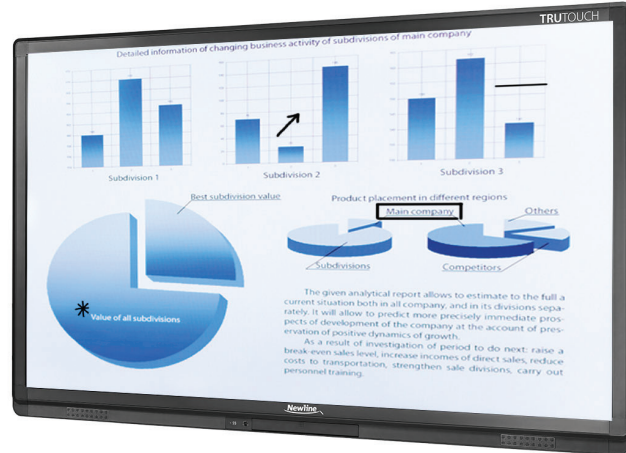 TRUTOUCH
Detailed information of changing business activity of subdivisions of main company
Subdivision 1
Subdivision 2
Subdivision 3
Best subdivision value
Product placement in different regions
Main company
Others
Subdivisions
Competitors
Value of all subdivisions
The given analytical report allows to estimate to the full a
current situation both in all company, and in its divisions sepa-
rately. It will allow to predict more precisely immediate pros-
pects of development of the company at the account of pres-
ervation of positive dynamics of growth.
As a result of investigation of period to do next: raise a
break-even sales level, increase incomes of direct sales, reduce
costs to transportation, strengthen sale divisions, carry out
personnel training.
Newline